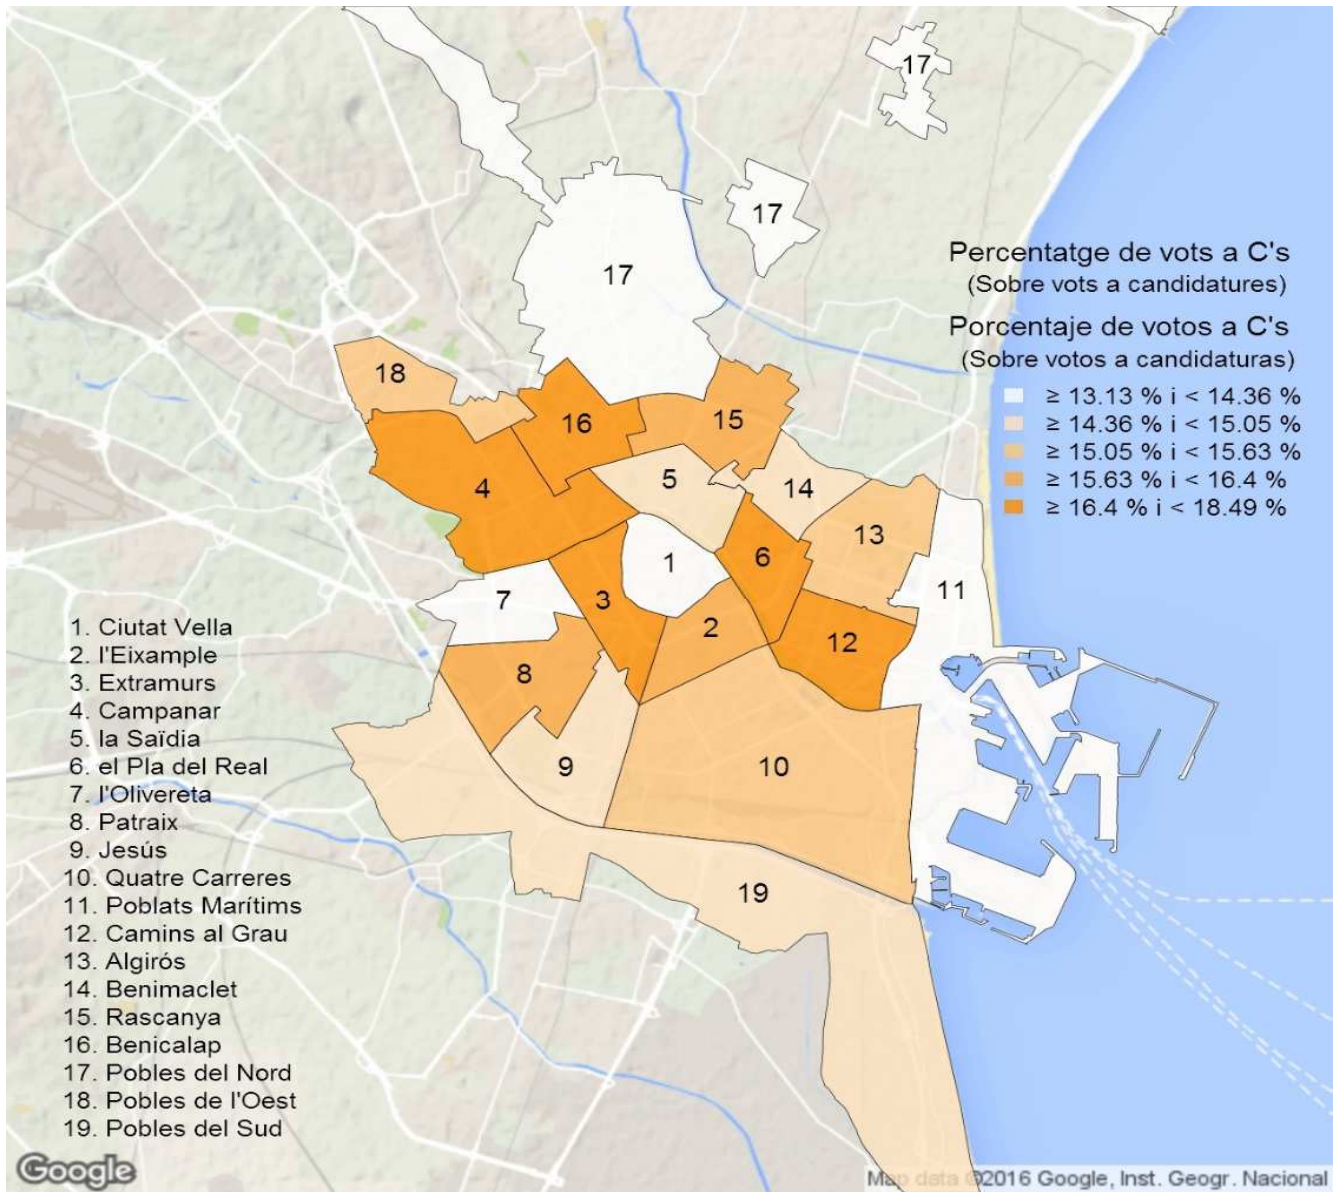 17
17
17
Percentatge de vots a C's
(Sobre vots a candidatures)
Porcentaje de votos a C's
(Sobre votos a candidaturas)
≥ 13.13 % i < 14.36 %
≥ 14.36 % i < 15.05 %
≥ 15.05 % i < 15.63 %
≥ 15.63 % i < 16.4 %
≥ 16.4 % i < 18.49 %
18
16
15
4
5
14
13
6
1
11
7
3
2
12
8
9
10
19
1. Ciutat Vella
2. l'Eixample
3. Extramurs
4. Campanar
5. la Saïdia
6. el Pla del Real
7. l'Olivereta
8. Patraix
9. Jesús
10. Quatre Carreres
11. Poblats Marítims
12. Camins al Grau
13. Algirós
14. Benimaclet
15. Rascanya
16. Benicalap
17. Pobles del Nord
18. Pobles de l'Oest
19. Pobles del Sud
Google
Map data ©2016 Google, Inst. Geogr. Nacional